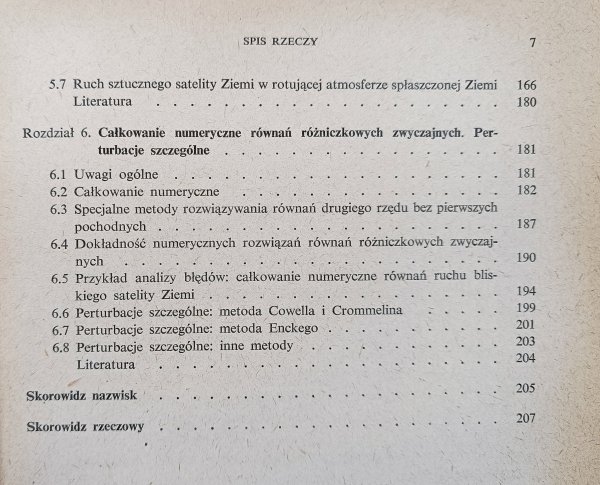 SPIS RZECZY 7
5.7 Ruch sztucznego satelity Ziemi w rotującej atmosferze spłaszczonej Ziemi 166
Literatura . . . . . . . . . . . . . . . . . . 180
Rozdział 6. Całkowanie numeryczne równań różniczkowych zwyczajnych. Per-
turbacje szczególne . . . . . . . . . . . . . . 181
6.1 Uwagi ogólne . . . . . . . . . . . . . . . . . 181
6.2 Całkowanie numeryczne . . . . . . . . . . . . . . 182
6.3 Specjalne metody rozwiązywania równań drugiego rzędu bez pierwszych
pochodnych . . . . . . . . . . . . . . . . . 187
6.4 Dokładność numerycznych rozwiązań równań różniczkowych zwyczaj-
nych . . . . . . . . . . . . . . . . . . . 190
6.5 Przykład analizy błędów: całkowanie numeryczne równań ruchu blis-
kiego satelity Ziemi . . . . . . . . . . . . . . . 194
6.6 Perturbacje szczególne: metoda Cowella i Crommelina . . . . 199
6.7 Perturbacje szczególne: metoda Enckego . . . . . . . . . 201
6.8 Perturbacje szczególne: inne metody . . . . . . . . . . 203
Literatura . . . . . . . . . . . . . . . . . . 204
Skorowidz nazwisk . . . . . . . . . . . . . . . . . . 205
Skorowidz rzeczowy . . . . . . . . . . . . . . . . . . 207